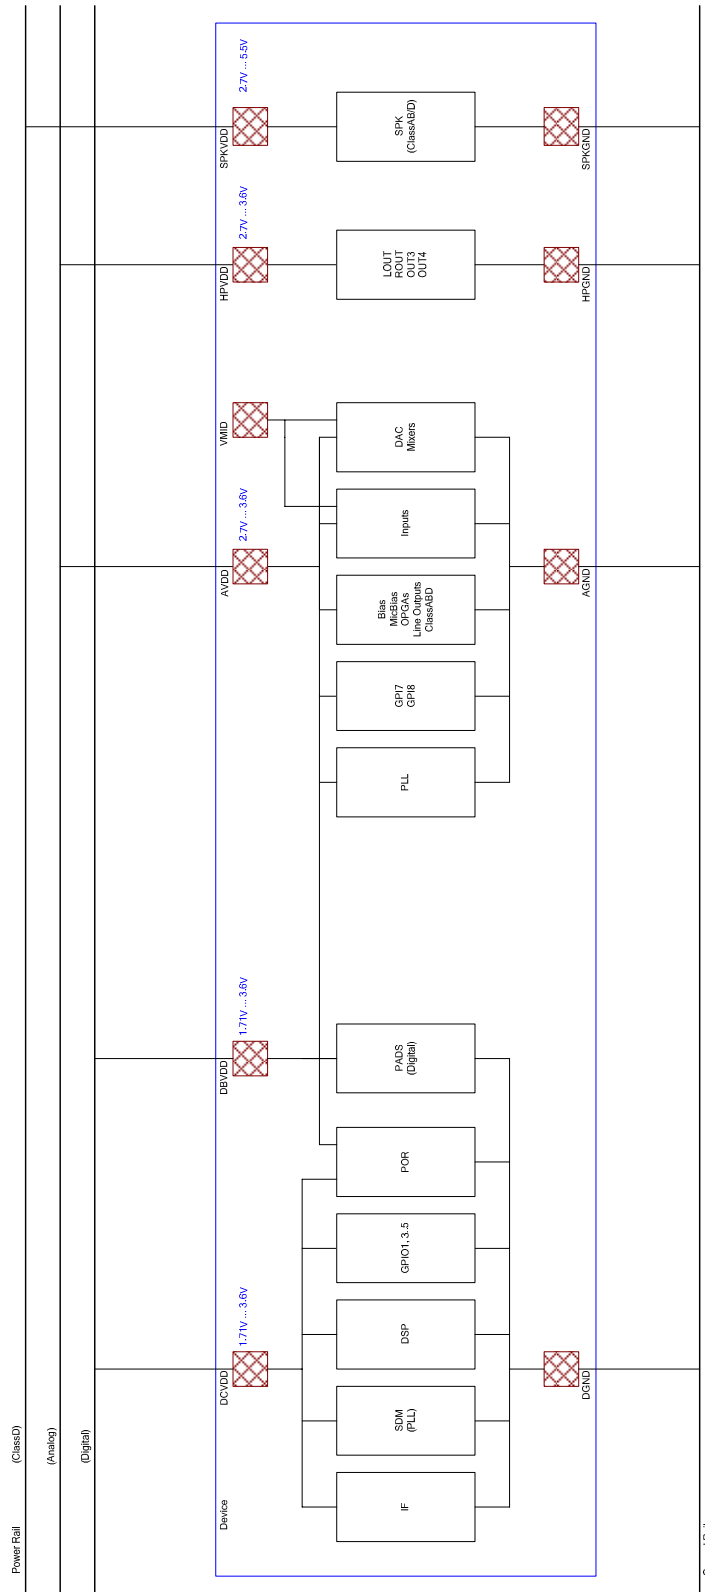 Power Rail
(ClassD)
(Analog)
(Digital)
Device
DCVDD
1.71V ... 3.6V
DBVDD
1.71V ... 3.6V
AVDD
2.7V ... 3.6V
VMID
HPVDD
2.7V ... 3.6V
SPKVDD
2.7V ... 5.5V
IF
SDM
(PLL)
DSP
GPIO1, 3..5
POR
PADS
(Digital)
PLL
GPI7
GPI8
Bias
MicBias
OPGAs
Line Outputs
ClassABD
Inputs
DAC
Mixers
LOUT
ROUT
OUT3
OUT4
SPK
(ClassAB/D)
DGND
AGND
HPGND
SPKGND